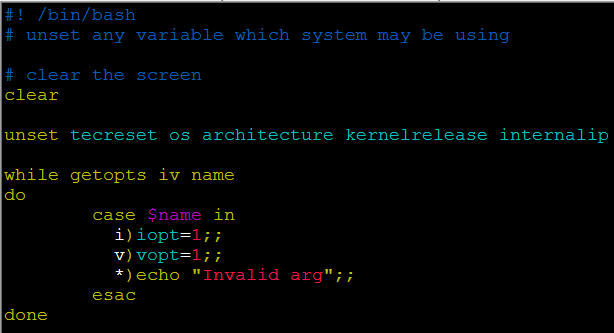 #! /bin/bash
# unset any variable which system may be using
# clear the screen
clear
unset tecreset os architecture kernelrelease internalip
while getopts iv name
do
case $name in
i)iopt=1;;
v)vopt=1;;
*)echo "Invalid arg";;
esac
done